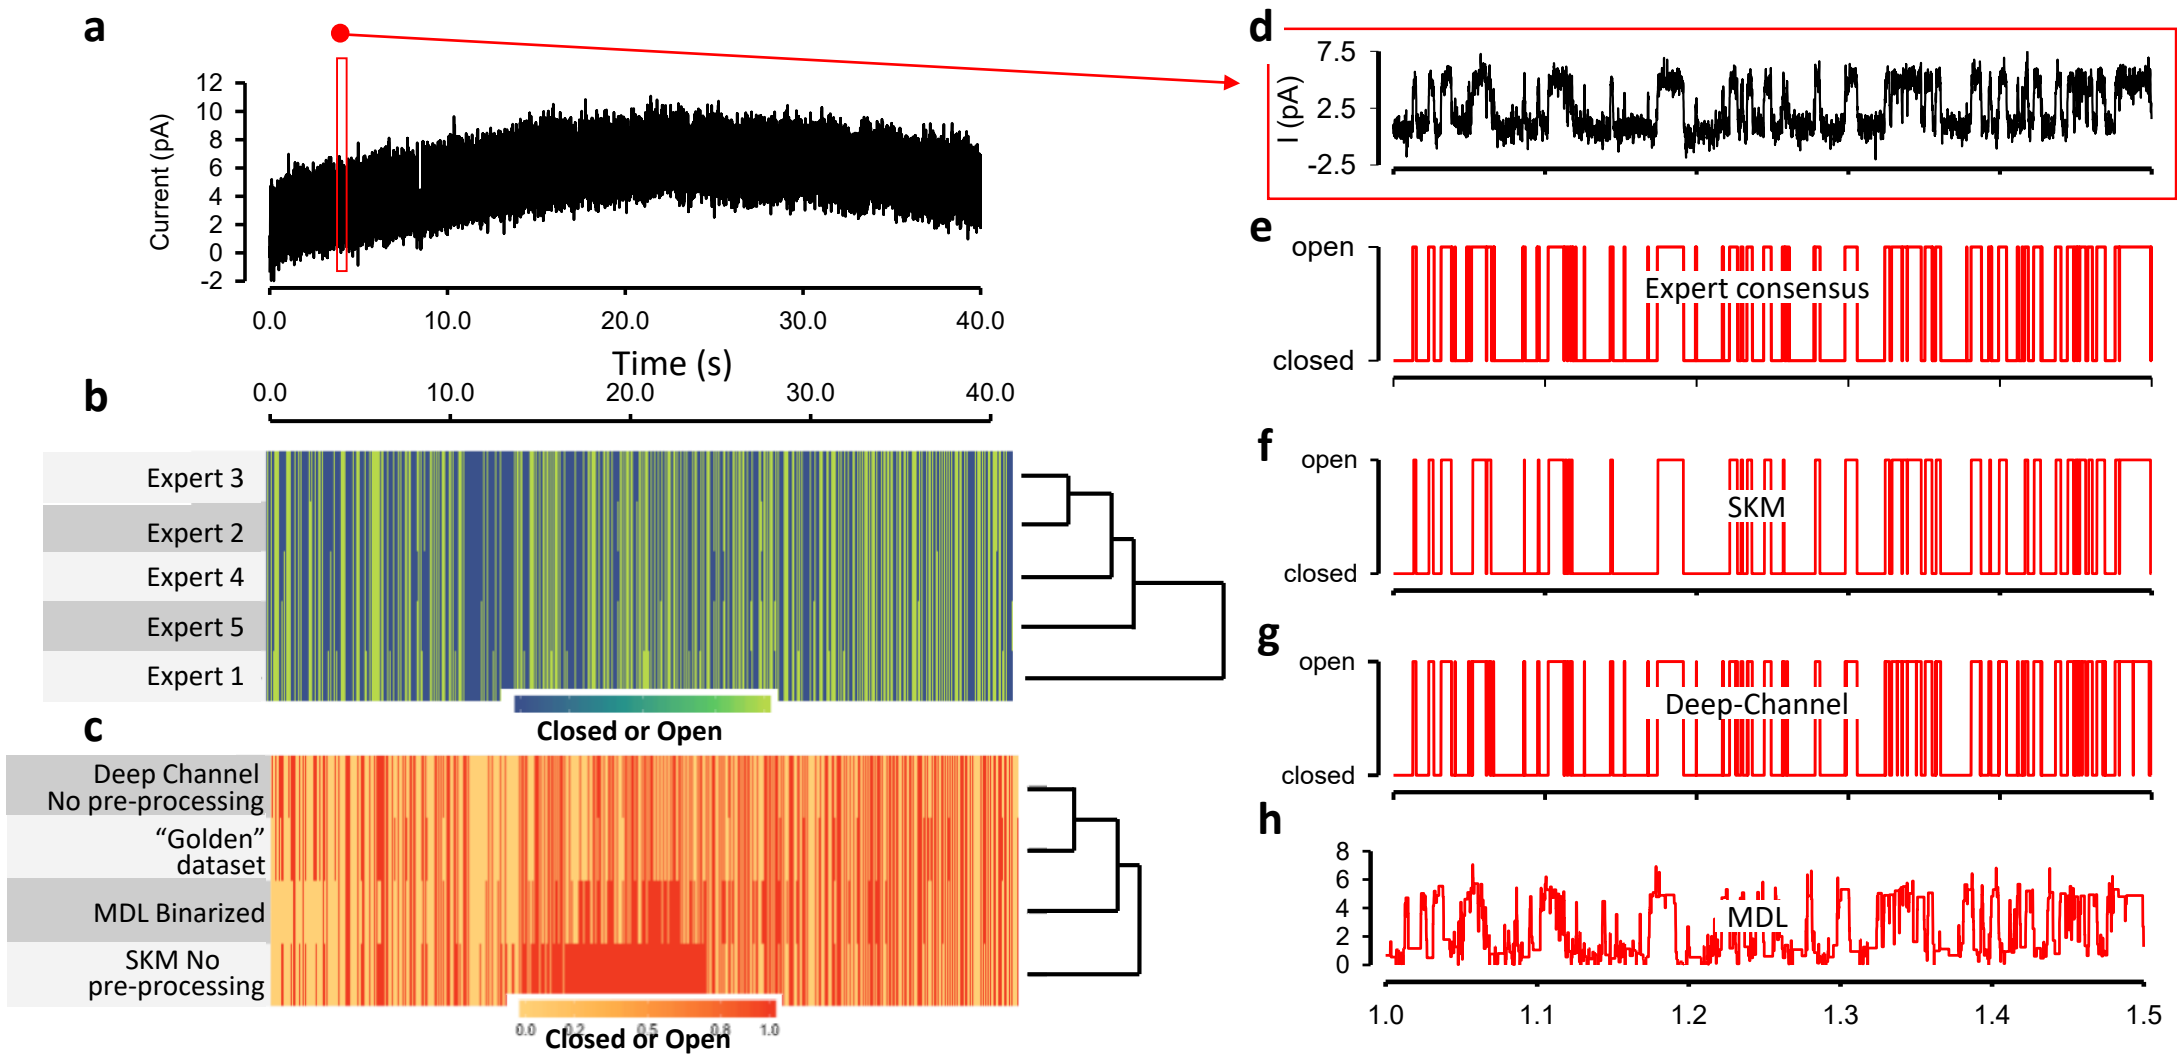 a
12
10
8
6
4
2
0
-2
Current (pA)
0.0 10.0 20.0 30.0 40.0
Time (s)
b
0.0 10.0 20.0 30.0 40.0
Expert 3
Expert 2
Expert 4
Expert 5
Expert 1
Closed or Open
c
Deep Channel
No pre-processing
“Golden”
dataset
MDL Binarized
SKM No
pre-processing
0.0 0.2 0.5 0.8 1.0
Closed or Open
d
7.5
2.5
-2.5
I (pA)
e
open
closed
Expert consensus
f
open
closed
SKM
g
open
closed
Deep-Channel
h
8
6
4
2
0
MDL
1.0 1.1 1.2 1.3 1.4 1.5